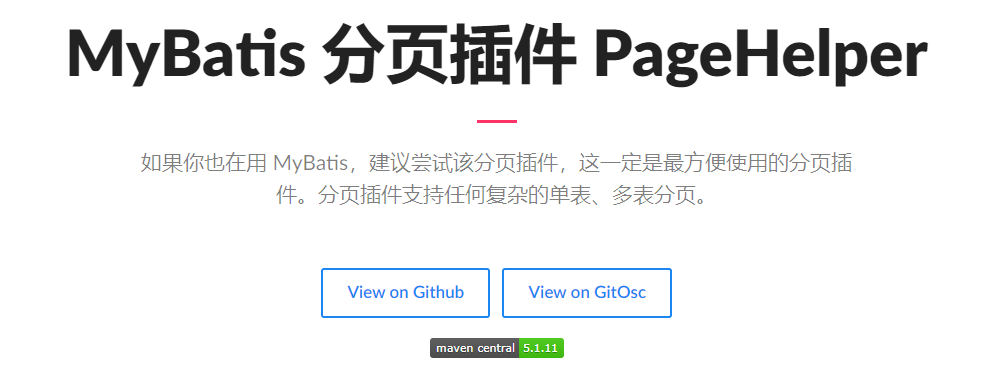 MyBatis 分页插件 PageHelper
如果你也在用 MyBatis，建议尝试该分页插件，这一定是最方便使用的分页插
件。分页插件支持任何复杂的单表、多表分页。
View on Github
View on GitOsc
maven central 5.1.11